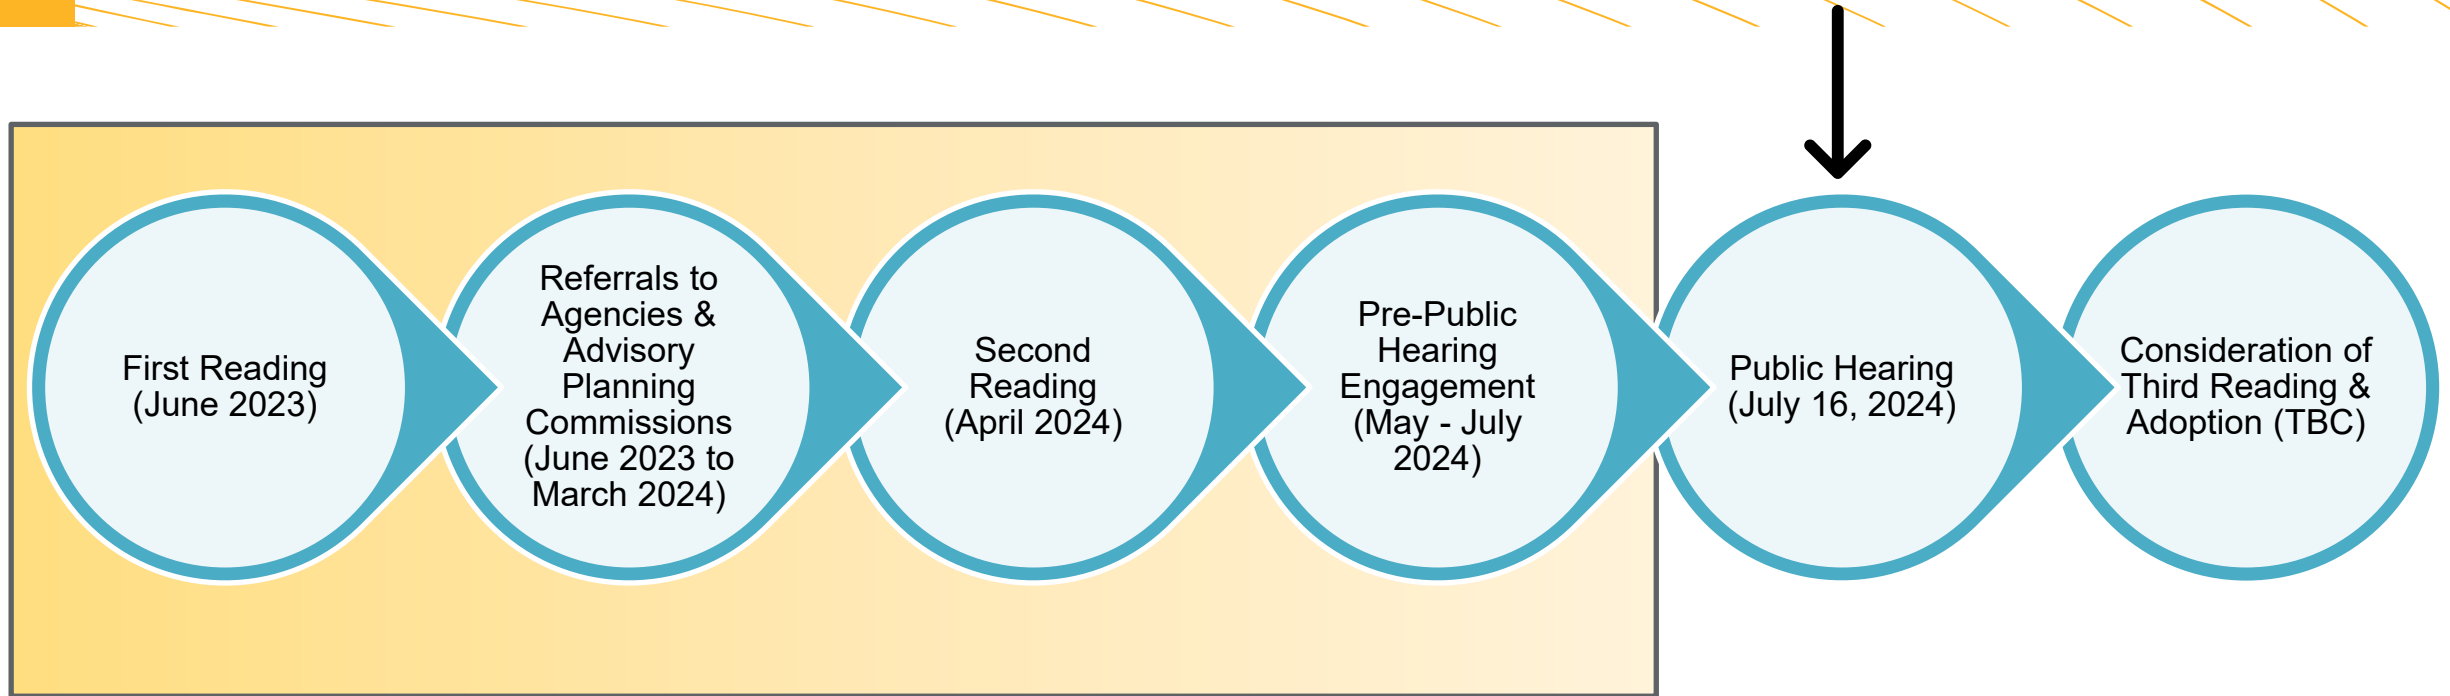 First Reading
(June 2023)
Referrals to
Agencies &
Advisory
Planning
Commissions
(June 2023 to
March 2024)
Second
Reading
(April 2024)
Pre-Public
Hearing
Engagement
(May - July
2024)
Public Hearing
(July 16, 2024)
Consideration of
Third Reading &
Adoption (TBC)